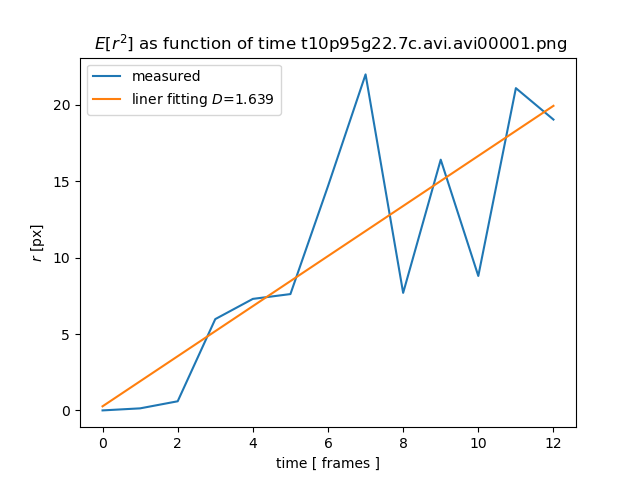 E[r²] as function of time t10p95g22.7c.avi.avi00001.png
measured
liner fitting D=1.639
20
15
10
5
0
r [px]
0 2 4 6 8 10 12
time [ frames ]